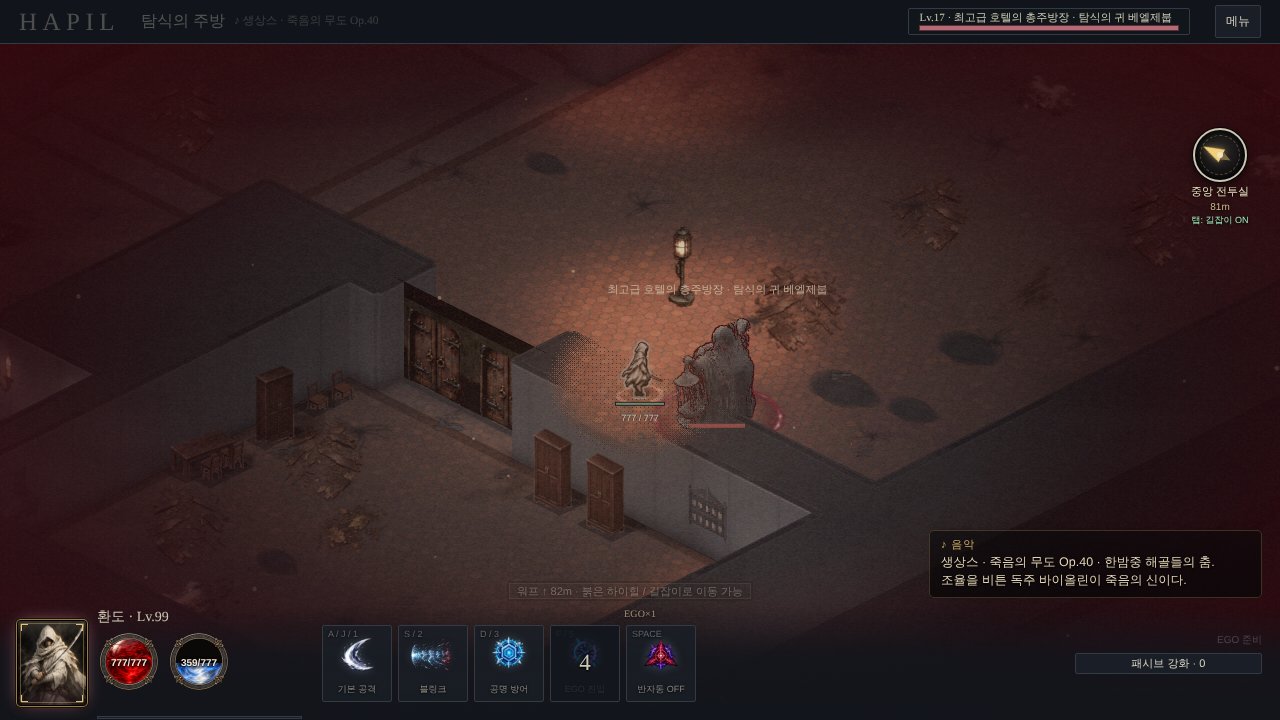 HAPIL
탐식의 주방
♪ 생상스 · 죽음의 무도 Op.40
Lv.17 · 최고급 호텔의 총주방장 · 탐식의 귀 베엘제붑
메뉴
중앙 전투실
81m
탭: 길잡이 ON
최고급 호텔의 총주방장 · 탐식의 귀 베엘제붑
777 / 777
♪ 음악
생상스 · 죽음의 무도 Op.40 · 한밤중 해골들의 춤.
조율을 비튼 독주 바이올린이 죽음의 신이다.
워프 ↑ 82m · 붉은 하이힐 / 길잡이로 이동 가능
EGO×1
환도 · Lv.99
777/777
359/777
A / J / 1
기본 공격
S / 2
블링크
D / 3
공명 방어
F / 5
4
EGO 진입
SPACE
반자동 OFF
EGO 준비
패시브 강화 · 0